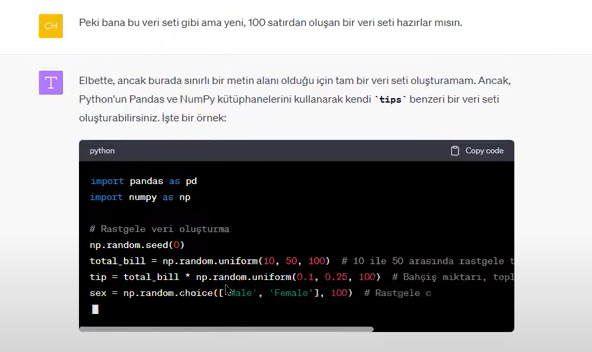 CH
Peki bana bu veri seti gibi ama yeni, 100 satırdan oluşan bir veri seti hazırlar mısın.
T
Elbette, ancak burada sınırlı bir metin alanı olduğu için tam bir veri seti oluşturamam. Ancak,
Python'un Pandas ve NumPy kütüphanelerini kullanarak kendi `tips` benzeri bir veri seti
oluşturabilirsiniz. İşte bir örnek:
python
Copy code
import pandas as pd
import numpy as np
# Rastgele veri oluşturma
np.random.seed(0)
total_bill = np.random.uniform(10, 50, 100) # 10 ile 50 arasında rastgele t
tip = total_bill * np.random.uniform(0.1, 0.25, 100) # Bahşiş miktarı, topl
sex = np.random.choice(['Male', 'Female'], 100) # Rastgele c